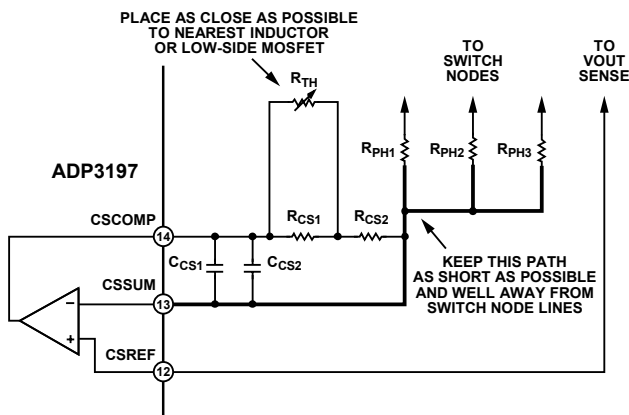 PLACE AS CLOSE AS POSSIBLE
TO NEAREST INDUCTOR
OR LOW-SIDE MOSFET
TO
SWITCH
NODES
TO
VOUT
SENSE
RTH
RPH1
RPH2
RPH3
ADP3197
CSCOMP
14
RCS1
RCS2
CCS1
CCS2
KEEP THIS PATH
AS SHORT AS POSSIBLE
AND WELL AWAY FROM
SWITCH NODE LINES
CSSUM
13
–
+
CSREF
12